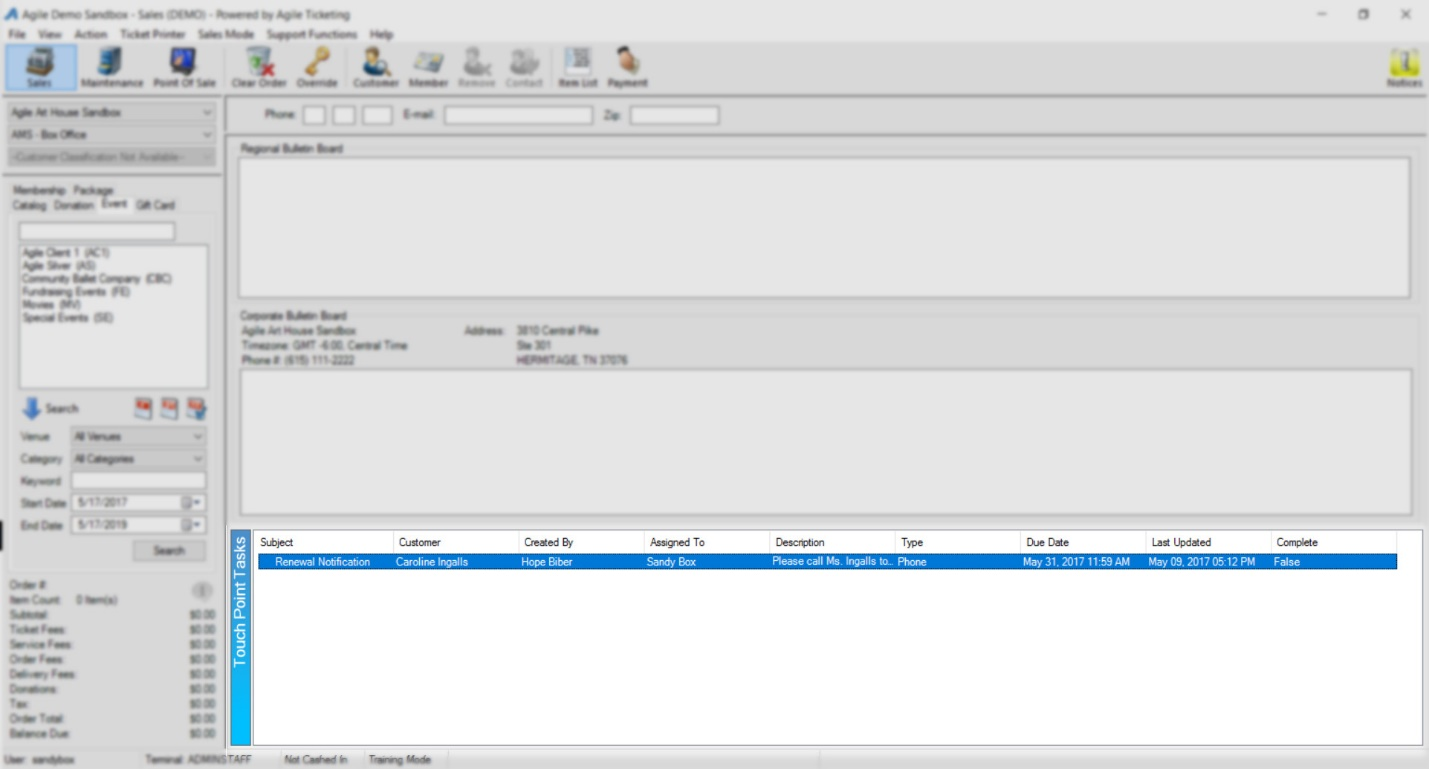 Agile Demo Sandbox - Sales (DEMO) - Powered by Agile Ticketing
File View Action Ticket Printer Sales Mode Support Functions Help
Sales Maintenance Point Of Sale Clear Order Override Customer Member Remove Contact Item List Payment Notices
Agile Art House Sandbox
Phone: E-mail: Zip:
AMS - Box Office
-Customer Classification Not Available-
Regional Bulletin Board
Membership Package
Catalog Donation Event Gift Card
Agile Client 1 (AC1)
Agile Silver (AS)
Community Ballet Company (CBC)
Fundraising Events (FE)
Movies (MV)
Special Events (SE)
Corporate Bulletin Board
Agile Art House Sandbox Address: 3810 Central Pike
Timezone: GMT -6:00, Central Time Ste 301
Phone #: (615) 111-2222 HERMITAGE, TN 37076
Search
Venue All Venues
Category All Categories
Keyword
Start Date 5/17/2017
End Date 5/17/2019
Search
Touch Point Tasks
Subject Customer Created By Assigned To Description Type Due Date Last Updated Complete
Renewal Notification Caroline Ingalls Hope Biber Sandy Box Please call Ms. Ingalls to... Phone May 31, 2017 11:59 AM May 09, 2017 05:12 PM False
Order #:
Item Count: 0 Item(s)
Subtotal: $0.00
Ticket Fees: $0.00
Service Fees: $0.00
Order Fees: $0.00
Delivery Fees: $0.00
Donations: $0.00
Tax: $0.00
Order Total: $0.00
Balance Due: $0.00
User: sandybox Terminal: ADMINSTAFF Not Cashed In Training Mode